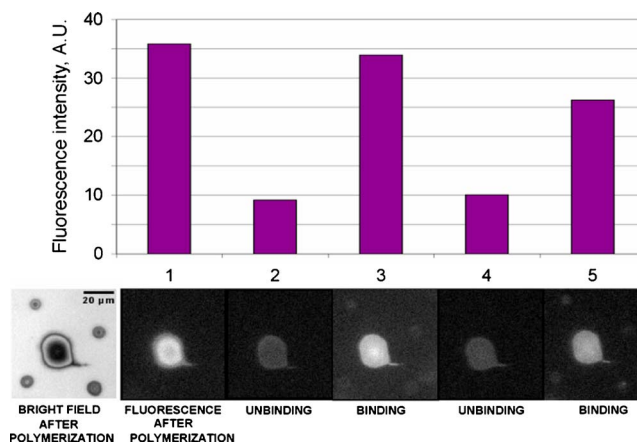 Fluorescence intensity, A.U.
40
30
20
10
0
1 2 3 4 5
20 µm
BRIGHT FIELD
AFTER
POLYMERIZATION
FLUORESCENCE
AFTER
POLYMERIZATION
UNBINDING
BINDING
UNBINDING
BINDING